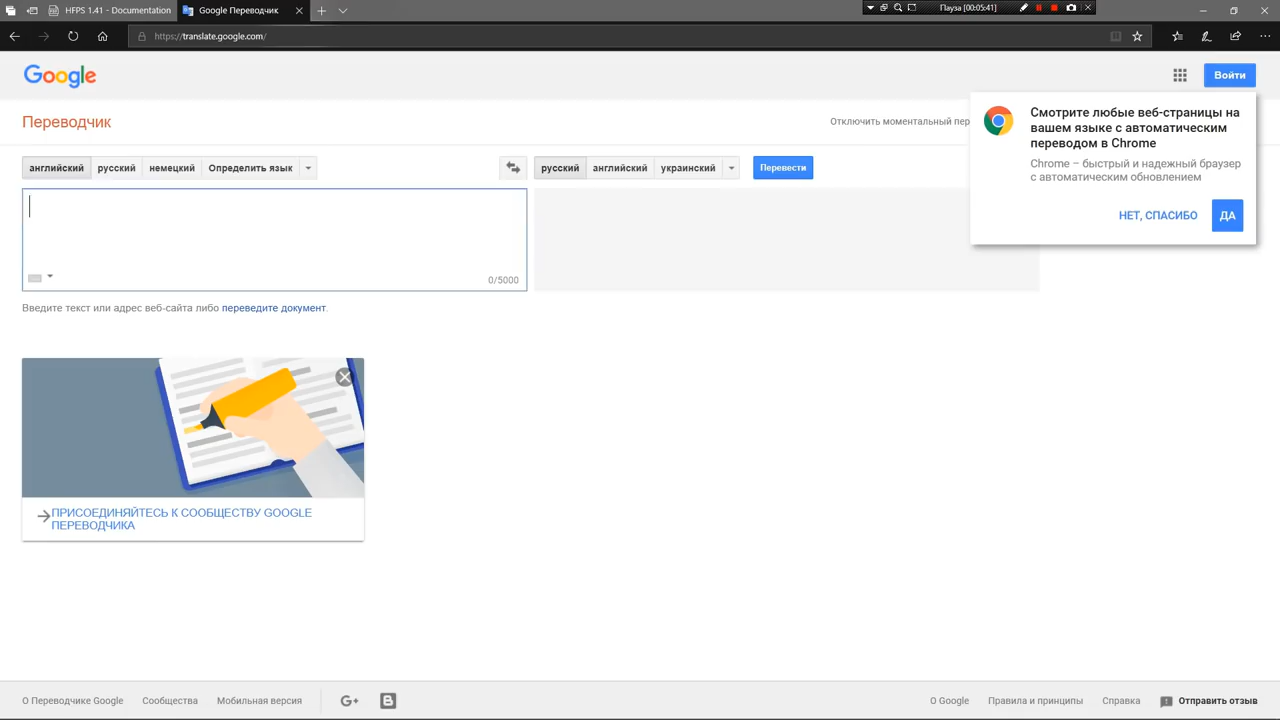 HFPS 1.41 - Documentation
Google Переводчик
Пауза [00:05:41]
https://translate.google.com/
Google
Войти
Переводчик
Отключить моментальный пер
Смотрите любые веб-страницы на
вашем языке с автоматическим
переводом в Chrome
Chrome – быстрый и надежный браузер
с автоматическим обновлением
НЕТ, СПАСИБО
ДА
английский русский немецкий Определить язык
русский английский украинский Перевести
0/5000
Введите текст или адрес веб-сайта либо переведите документ.
ПРИСОЕДИНЯЙТЕСЬ К СООБЩЕСТВУ GOOGLE
ПЕРЕВОДЧИКА
О Переводчике Google Сообщества Мобильная версия G+ B О Google Правила и принципы Справка Отправить отзыв